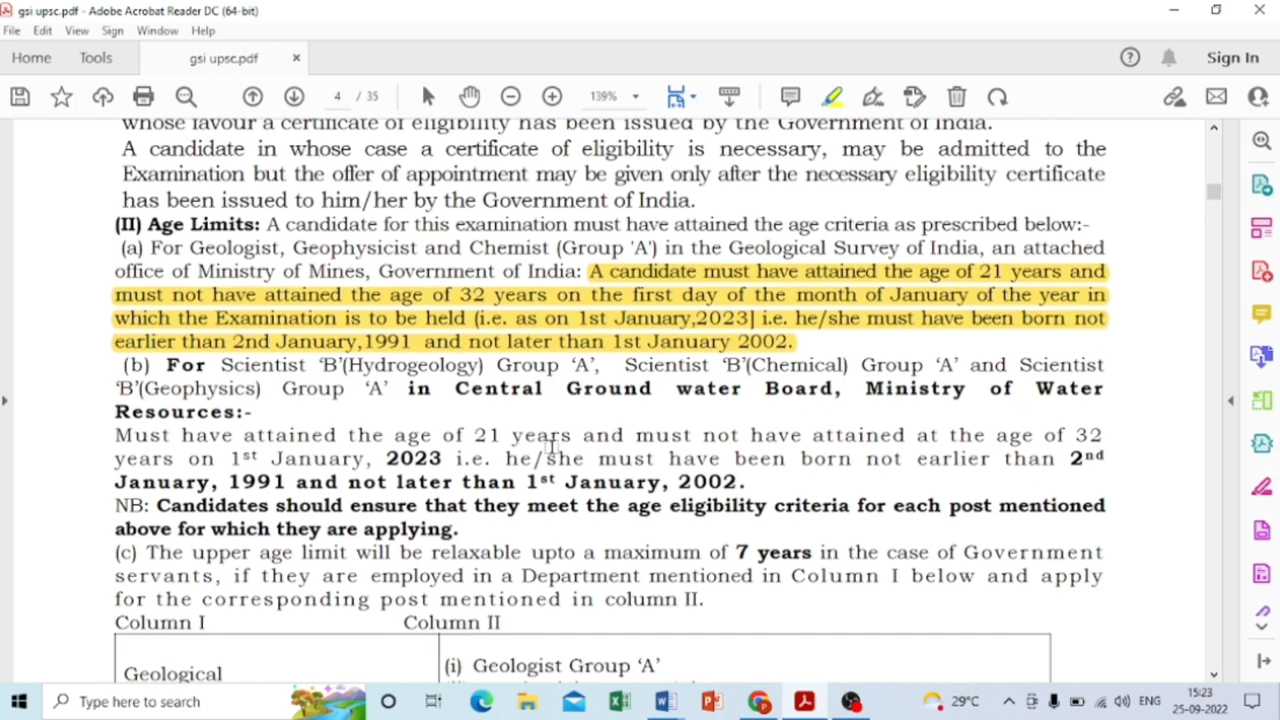 gsi upsc.pdf - Adobe Acrobat Reader DC (64-bit)
File Edit View Sign Window Help
Home Tools gsi upsc.pdf Sign In
4 / 35 139%
whose favour a certificate of eligibility has been issued by the Government of India.
A candidate in whose case a certificate of eligibility is necessary, may be admitted to the
Examination but the offer of appointment may be given only after the necessary eligibility certificate
has been issued to him/her by the Government of India.
(II) Age Limits: A candidate for this examination must have attained the age criteria as prescribed below:-
(a) For Geologist, Geophysicist and Chemist (Group 'A') in the Geological Survey of India, an attached
office of Ministry of Mines, Government of India: A candidate must have attained the age of 21 years and
must not have attained the age of 32 years on the first day of the month of January of the year in
which the Examination is to be held (i.e. as on 1st January,2023] i.e. he/she must have been born not
earlier than 2nd January,1991 and not later than 1st January 2002.
(b) For Scientist ‘B’(Hydrogeology) Group ‘A’, Scientist ‘B’(Chemical) Group ‘A’ and Scientist
‘B’(Geophysics) Group ‘A’ in Central Ground water Board, Ministry of Water
Resources:-
Must have attained the age of 21 years and must not have attained at the age of 32
years on 1st January, 2023 i.e. he/she must have been born not earlier than 2nd
January, 1991 and not later than 1st January, 2002.
NB: Candidates should ensure that they meet the age eligibility criteria for each post mentioned
above for which they are applying.
(c) The upper age limit will be relaxable upto a maximum of 7 years in the case of Government
servants, if they are employed in a Department mentioned in Column I below and apply
for the corresponding post mentioned in column II.
Column I Column II
Geological (i) Geologist Group ‘A’
Type here to search 29°C ENG 15:23
25-09-2022